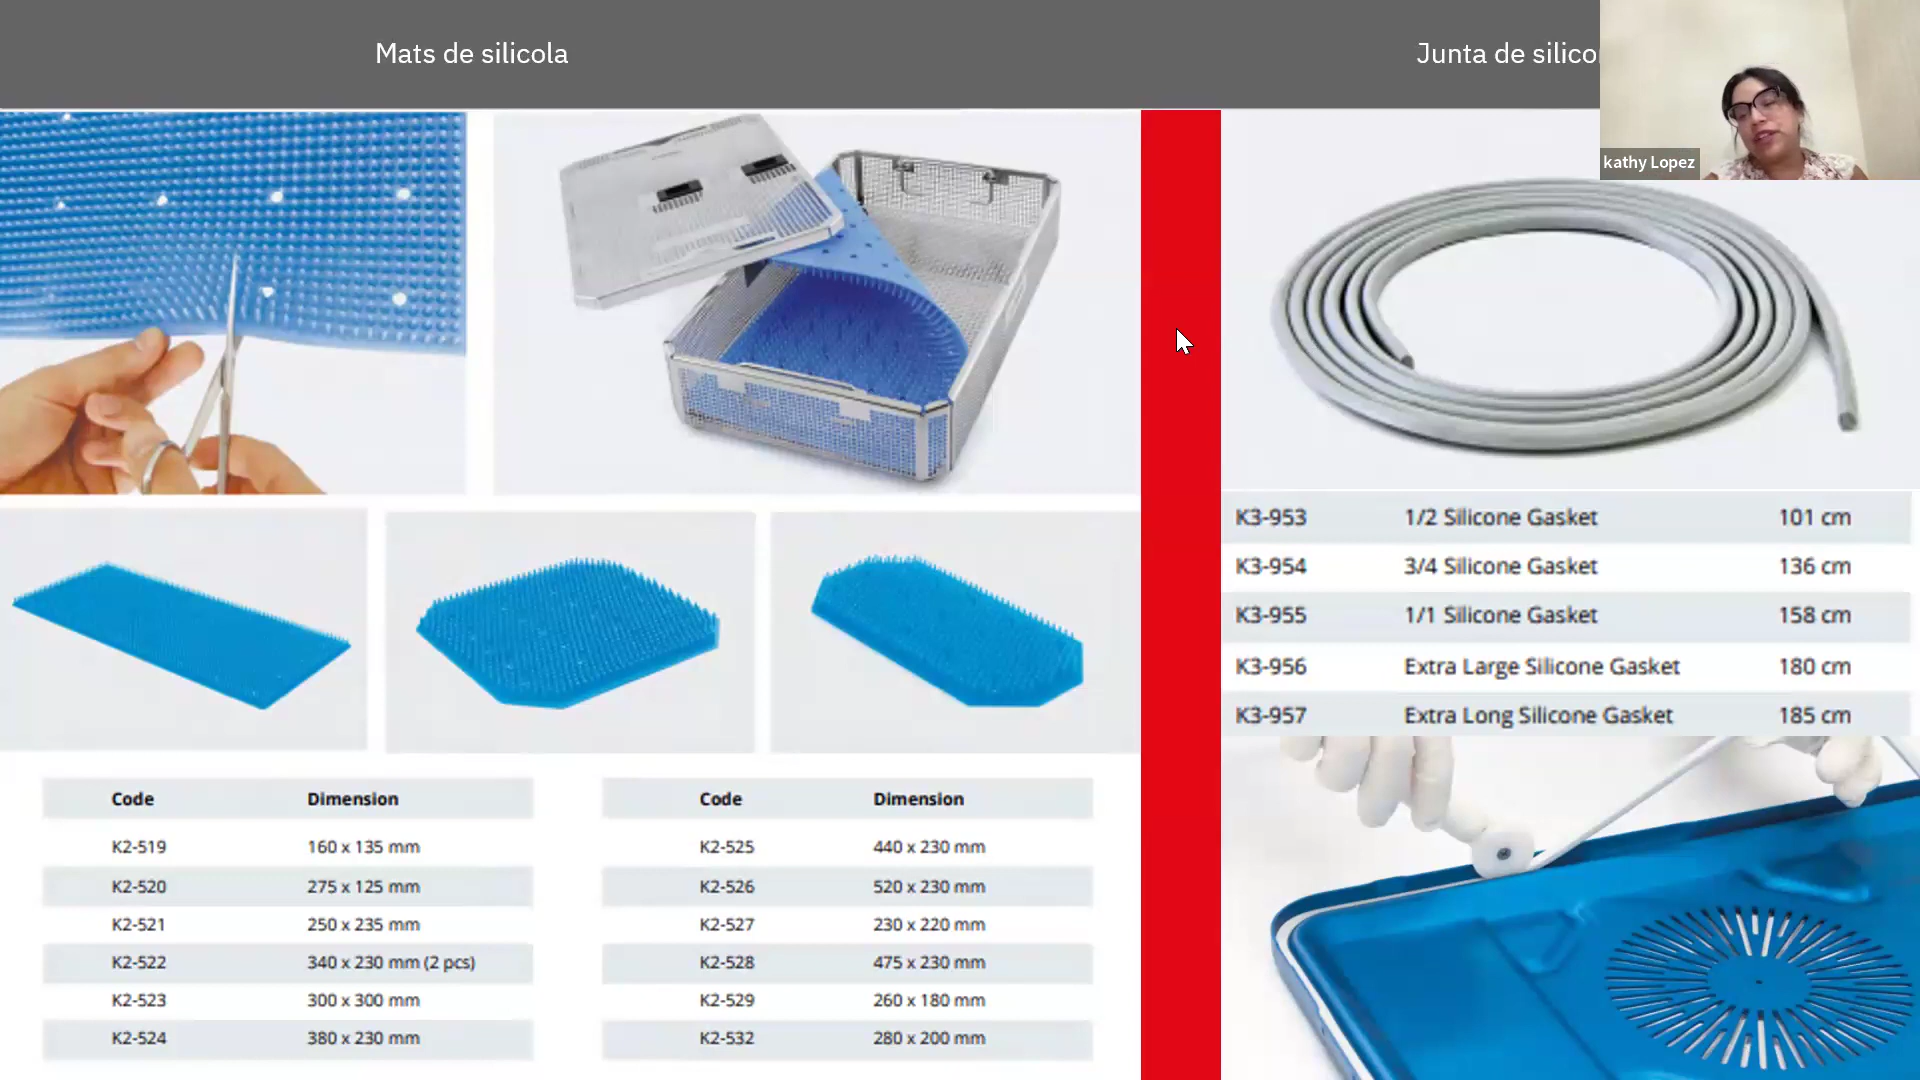 Mats de silicola
Junta de silico
kathy Lopez
K3-953 1/2 Silicone Gasket 101 cm
K3-954 3/4 Silicone Gasket 136 cm
K3-955 1/1 Silicone Gasket 158 cm
K3-956 Extra Large Silicone Gasket 180 cm
K3-957 Extra Long Silicone Gasket 185 cm
Code Dimension
K2-519 160 x 135 mm
K2-520 275 x 125 mm
K2-521 250 x 235 mm
K2-522 340 x 230 mm (2 pcs)
K2-523 300 x 300 mm
K2-524 380 x 230 mm
Code Dimension
K2-525 440 x 230 mm
K2-526 520 x 230 mm
K2-527 230 x 220 mm
K2-528 475 x 230 mm
K2-529 260 x 180 mm
K2-532 280 x 200 mm